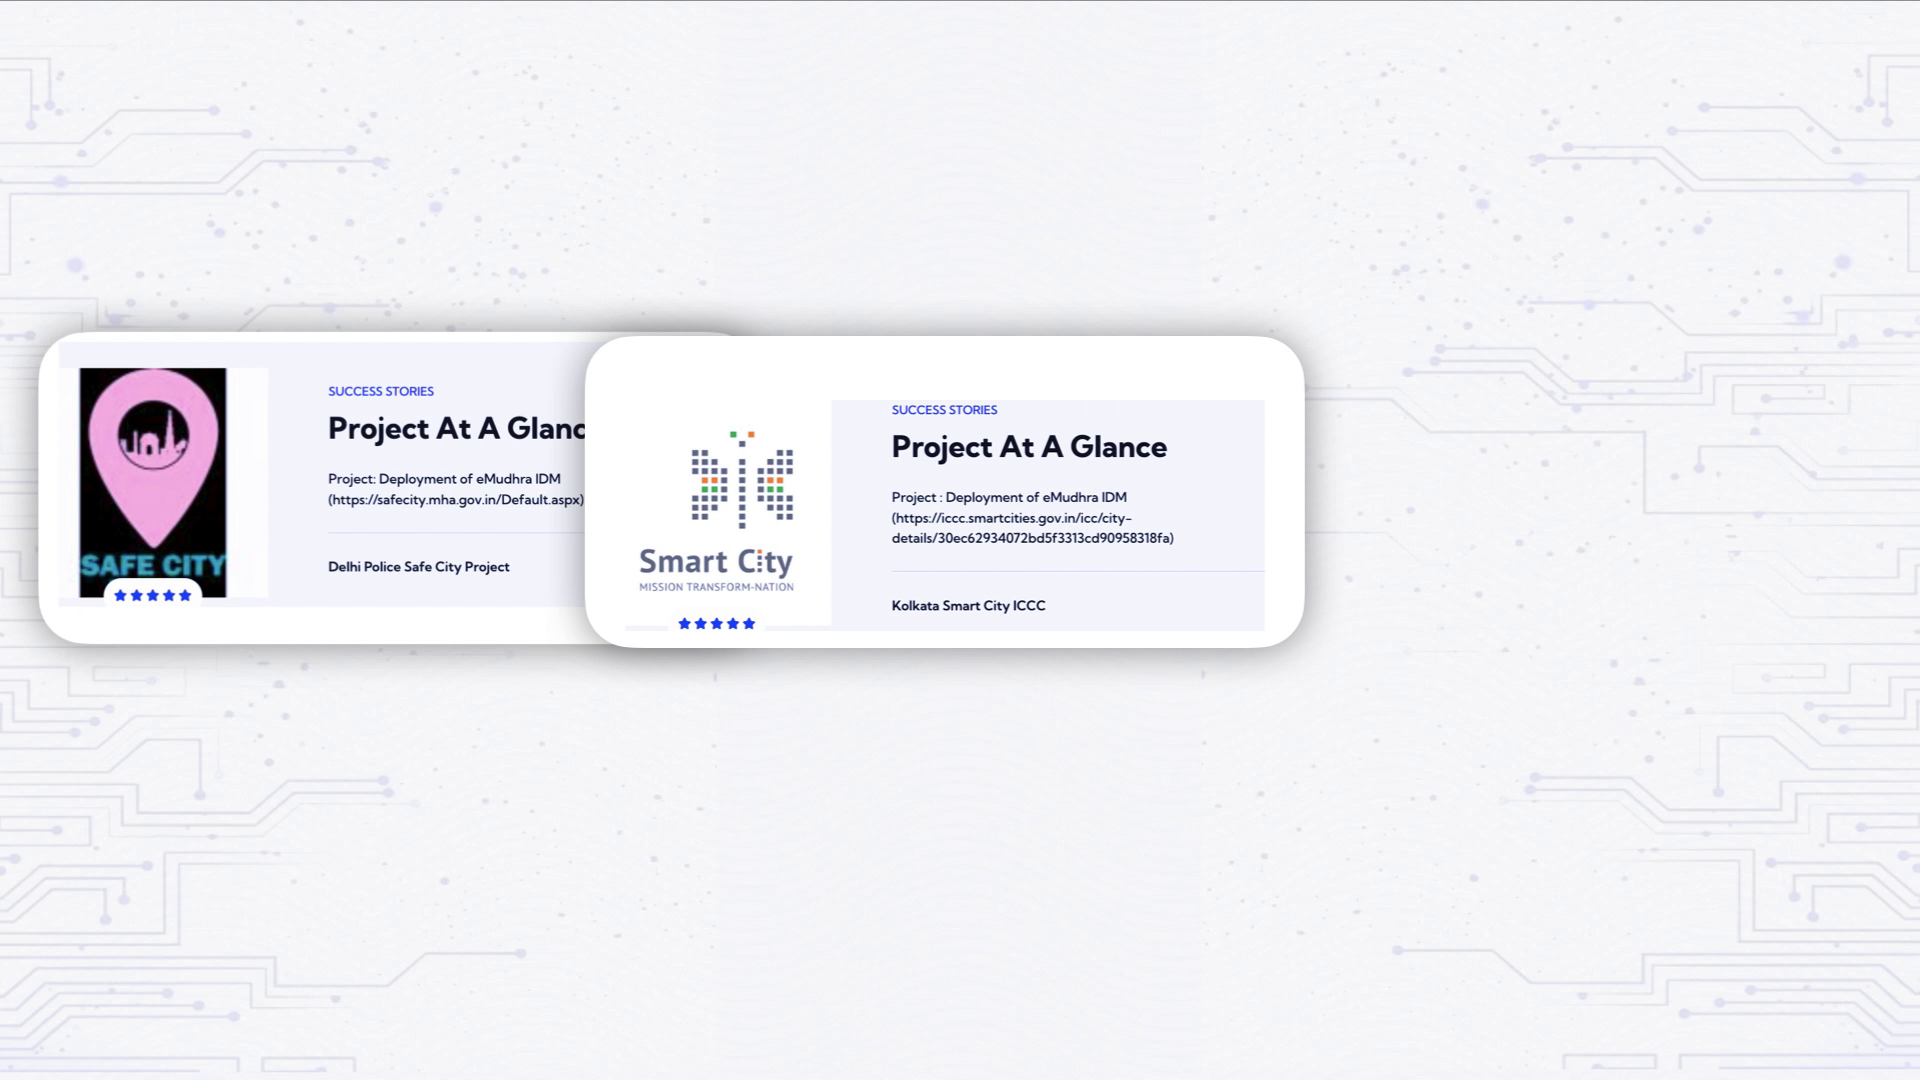 SUCCESS STORIES
Project At A Glanc
Project: Deployment of eMudhra IDM
(https://safecity.mha.gov.in/Default.aspx)
Delhi Police Safe City Project
SAFE CITY
SUCCESS STORIES
Project At A Glance
Project : Deployment of eMudhra IDM
(https://iccc.smartcities.gov.in/icc/city-
details/30ec62934072bd5f3313cd90958318fa)
Kolkata Smart City ICCC
Smart City
MISSION TRANSFORM-NATION